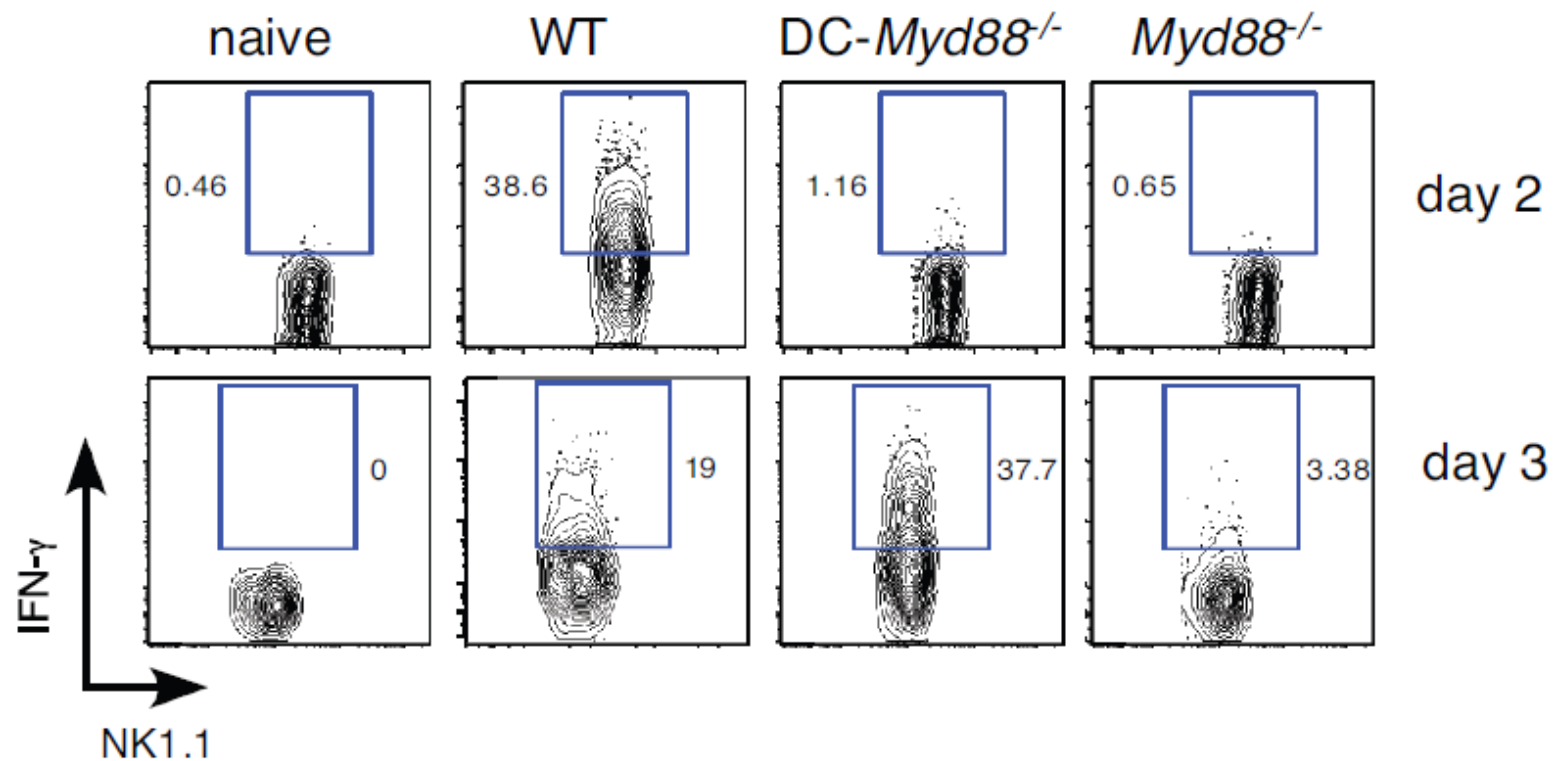 naive WT DC-Myd88-/- Myd88-/-
0.46 38.6 1.16 0.65 day 2
0 19 37.7 3.38 day 3
IFN-γ
NK1.1